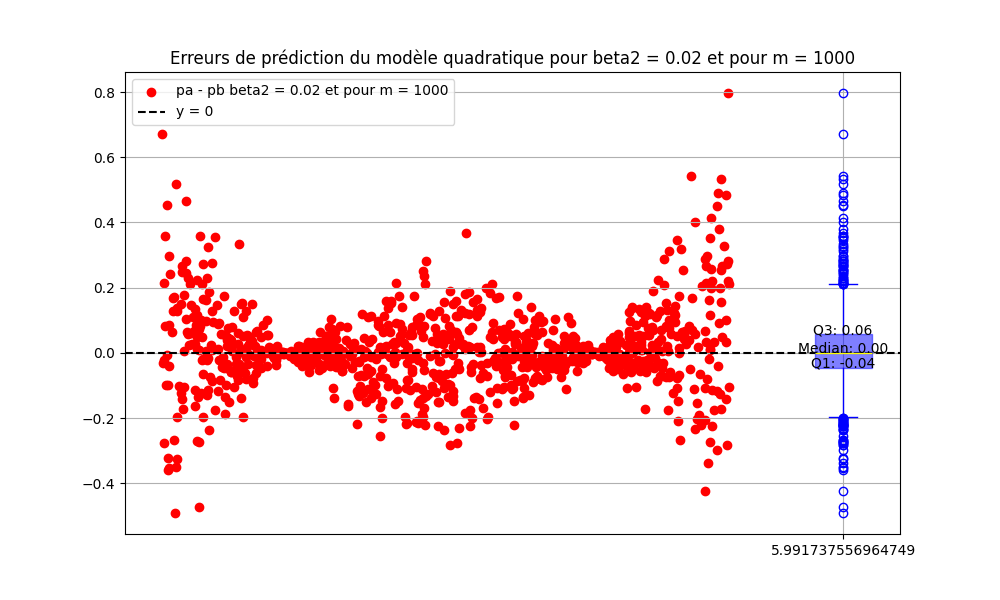 Erreurs de prédiction du modèle quadratique pour beta2 = 0.02 et pour m = 1000
pa - pb beta2 = 0.02 et pour m = 1000
y = 0
0.8
0.6
0.4
0.2
0.0
−0.2
−0.4
Q3: 0.06
Median: 0.00
Q1: -0.04
5.991737556964749